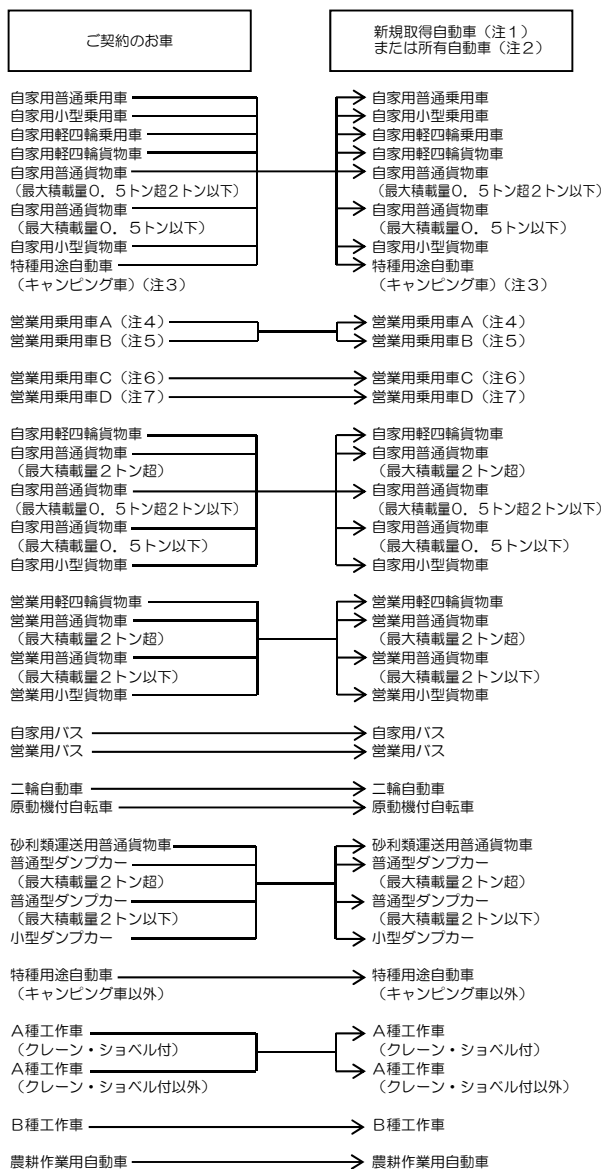 ご契約のお車
新規取得自動車(注1)
または所有自動車(注2)
自家用普通乗用車
自家用小型乗用車
自家用軽四輪乗用車
自家用軽四輪貨物車
自家用普通貨物車
(最大積載量0.5トン超2トン以下)
自家用普通貨物車
(最大積載量0.5トン以下)
自家用小型貨物車
特種用途自動車
(キャンピング車)(注3)
自家用普通乗用車
自家用小型乗用車
自家用軽四輪乗用車
自家用軽四輪貨物車
自家用普通貨物車
(最大積載量0.5トン超2トン以下)
自家用普通貨物車
(最大積載量0.5トン以下)
自家用小型貨物車
特種用途自動車
(キャンピング車)(注3)
営業用乗用車A(注4)
営業用乗用車B(注5)
営業用乗用車A(注4)
営業用乗用車B(注5)
営業用乗用車C(注6)
営業用乗用車D(注7)
営業用乗用車C(注6)
営業用乗用車D(注7)
自家用軽四輪貨物車
自家用普通貨物車
(最大積載量2トン超)
自家用普通貨物車
(最大積載量0.5トン超2トン以下)
自家用普通貨物車
(最大積載量0.5トン以下)
自家用小型貨物車
自家用軽四輪貨物車
自家用普通貨物車
(最大積載量2トン超)
自家用普通貨物車
(最大積載量0.5トン超2トン以下)
自家用普通貨物車
(最大積載量0.5トン以下)
自家用小型貨物車
営業用軽四輪貨物車
営業用普通貨物車
(最大積載量2トン超)
営業用普通貨物車
(最大積載量2トン以下)
営業用小型貨物車
営業用軽四輪貨物車
営業用普通貨物車
(最大積載量2トン超)
営業用普通貨物車
(最大積載量2トン以下)
営業用小型貨物車
自家用バス
営業用バス
自家用バス
営業用バス
二輪自動車
原動機付自転車
二輪自動車
原動機付自転車
砂利類運送用普通貨物車
普通型ダンプカー
(最大積載量2トン超)
普通型ダンプカー
(最大積載量2トン以下)
小型ダンプカー
砂利類運送用普通貨物車
普通型ダンプカー
(最大積載量2トン超)
普通型ダンプカー
(最大積載量2トン以下)
小型ダンプカー
特種用途自動車
(キャンピング車以外)
特種用途自動車
(キャンピング車以外)
A種工作車
(クレーン・ショベル付)
A種工作車
(クレーン・ショベル付以外)
A種工作車
(クレーン・ショベル付)
A種工作車
(クレーン・ショベル付以外)
B種工作車
B種工作車
農耕作業用自動車
農耕作業用自動車